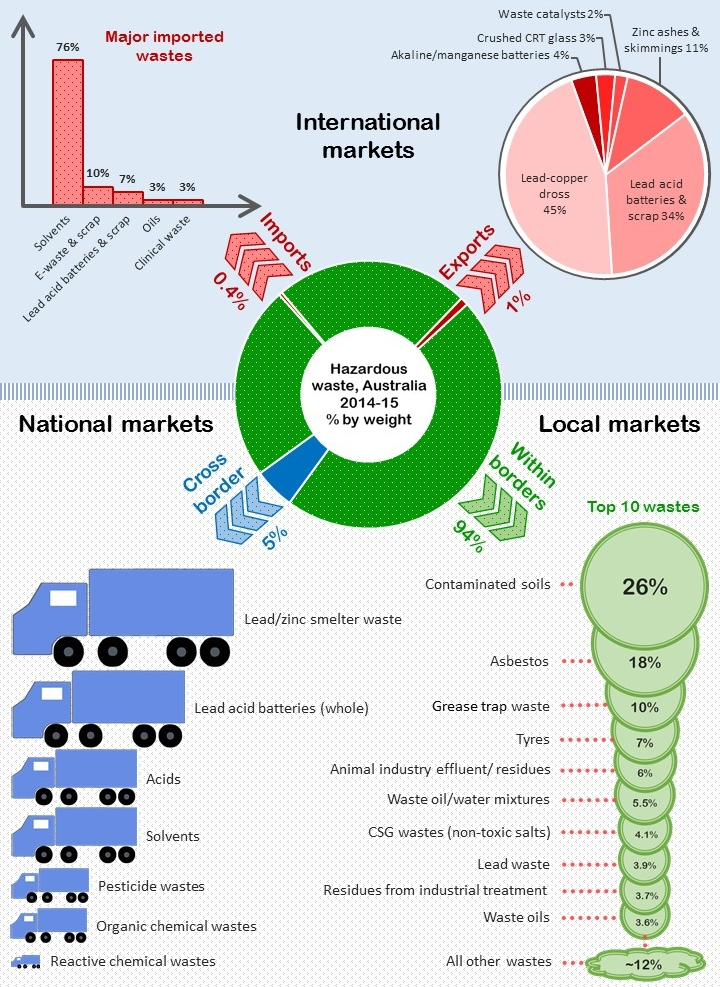 Major imported
wastes
76%
10%
7%
3%
3%
Solvents
E-waste & scrap
Lead acid batteries & scrap
Oils
Clinical waste
International
markets
Waste catalysts 2%
Crushed CRT glass 3%
Akaline/manganese batteries 4%
Zinc ashes &
skimmings 11%
Lead-copper
dross
45%
Lead acid
batteries &
scrap 34%
Imports
0.4%
Exports
1%
Hazardous
waste, Australia
2014-15
% by weight
National markets
Local markets
Cross
border
5%
Within
borders
94%
Lead/zinc smelter waste
Lead acid batteries (whole)
Acids
Solvents
Pesticide wastes
Organic chemical wastes
Reactive chemical wastes
Top 10 wastes
Contaminated soils 26%
Asbestos 18%
Grease trap waste 10%
Tyres 7%
Animal industry effluent/ residues 6%
Waste oil/water mixtures 5.5%
CSG wastes (non-toxic salts) 4.1%
Lead waste 3.9%
Residues from industrial treatment 3.7%
Waste oils 3.6%
All other wastes ~12%